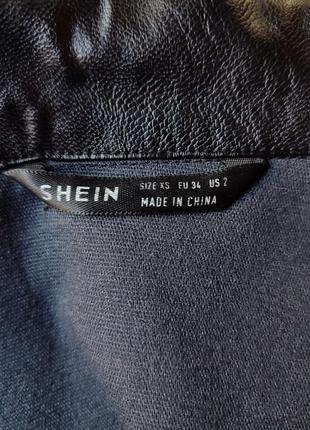 SHEIN
SIZE XS EU 34 US 2
MADE IN CHINA